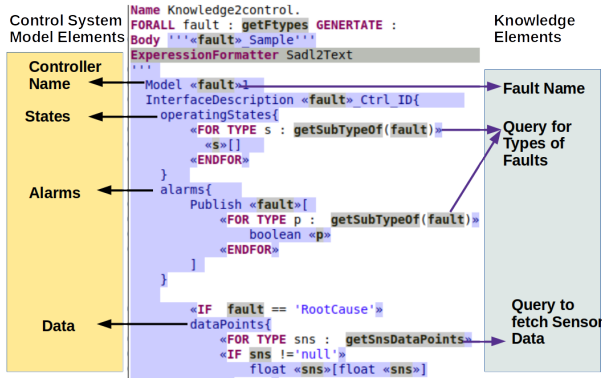 Control System
Model Elements
Controller
Name
States
Alarms
Data
Name Knowledge2control.
FORALL fault : getFtypes GENERTATE :
Body '''«fault»_Sample'''
ExperessionFormatter Sadl2Text
'''
Model «fault»1
InterfaceDescription «fault»_Ctrl_ID{
operatingStates{
«FOR TYPE s : getSubTypeOf(fault)»
«s»[]
«ENDFOR»
}
alarms{
Publish «fault»[
«FOR TYPE p : getSubTypeOf(fault)»
boolean «p»
«ENDFOR»
]
}
«IF fault == 'RootCause'»
dataPoints{
«FOR TYPE sns : getSnsDataPoints»
«IF sns !='null'»
float «sns»[float «sns»]
Knowledge
Elements
Fault Name
Query for
Types of
Faults
Query to
fetch Sensor
Data